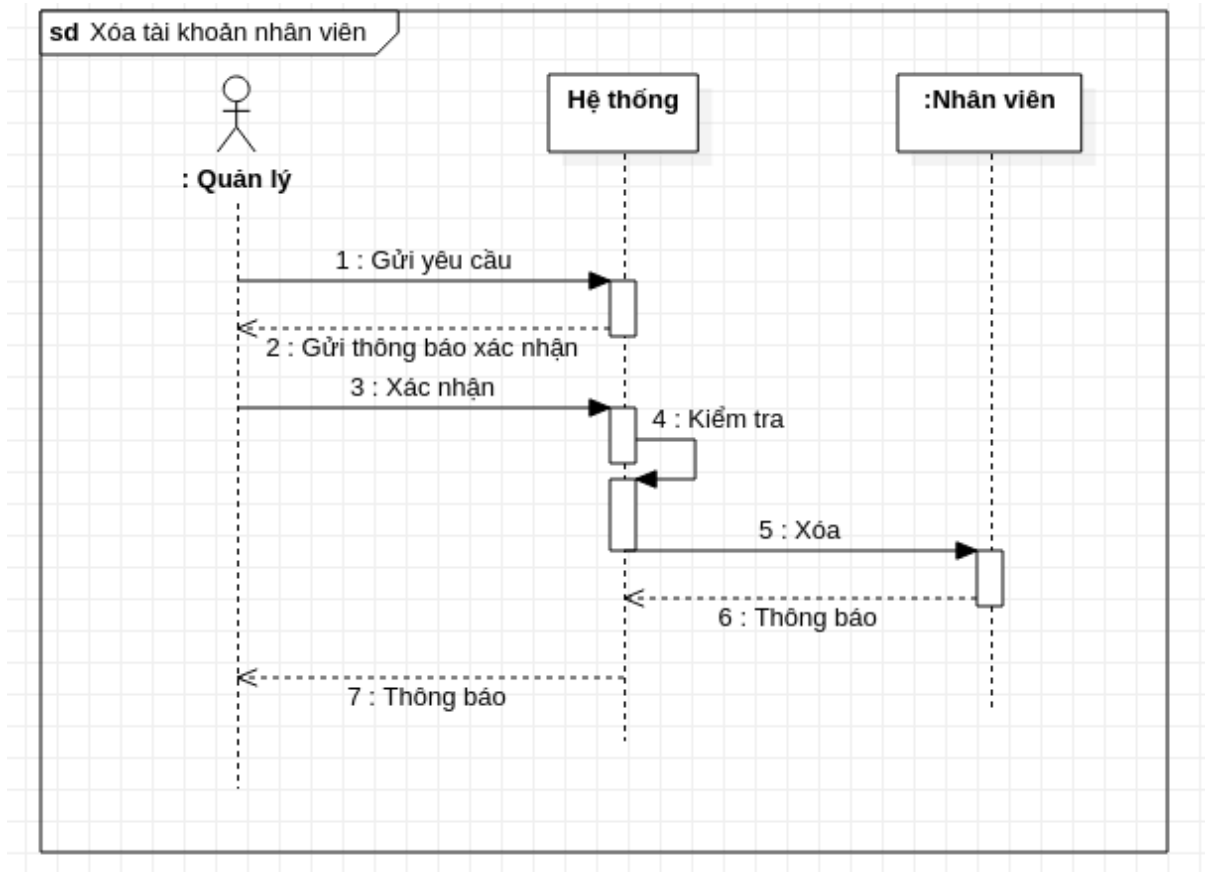 sd Xóa tài khoản nhân viên
Hệ thống
:Nhân viên
: Quản lý
1 : Gửi yêu cầu
2 : Gửi thông báo xác nhận
3 : Xác nhận
4 : Kiểm tra
5 : Xóa
6 : Thông báo
7 : Thông báo